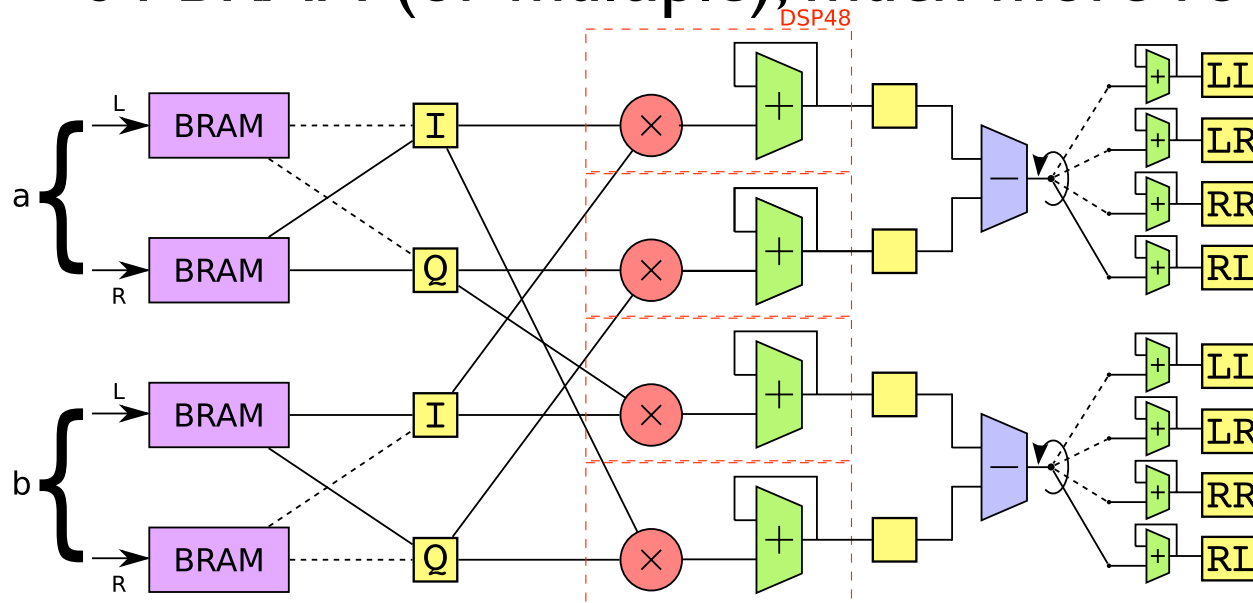 DSP48
L
BRAM
I
×
+
+
LL
a
+
LR
R
BRAM
Q
×
+
−
+
RR
+
RL
L
BRAM
I
×
+
+
LL
b
+
LR
R
BRAM
Q
×
+
−
+
RR
+
RL